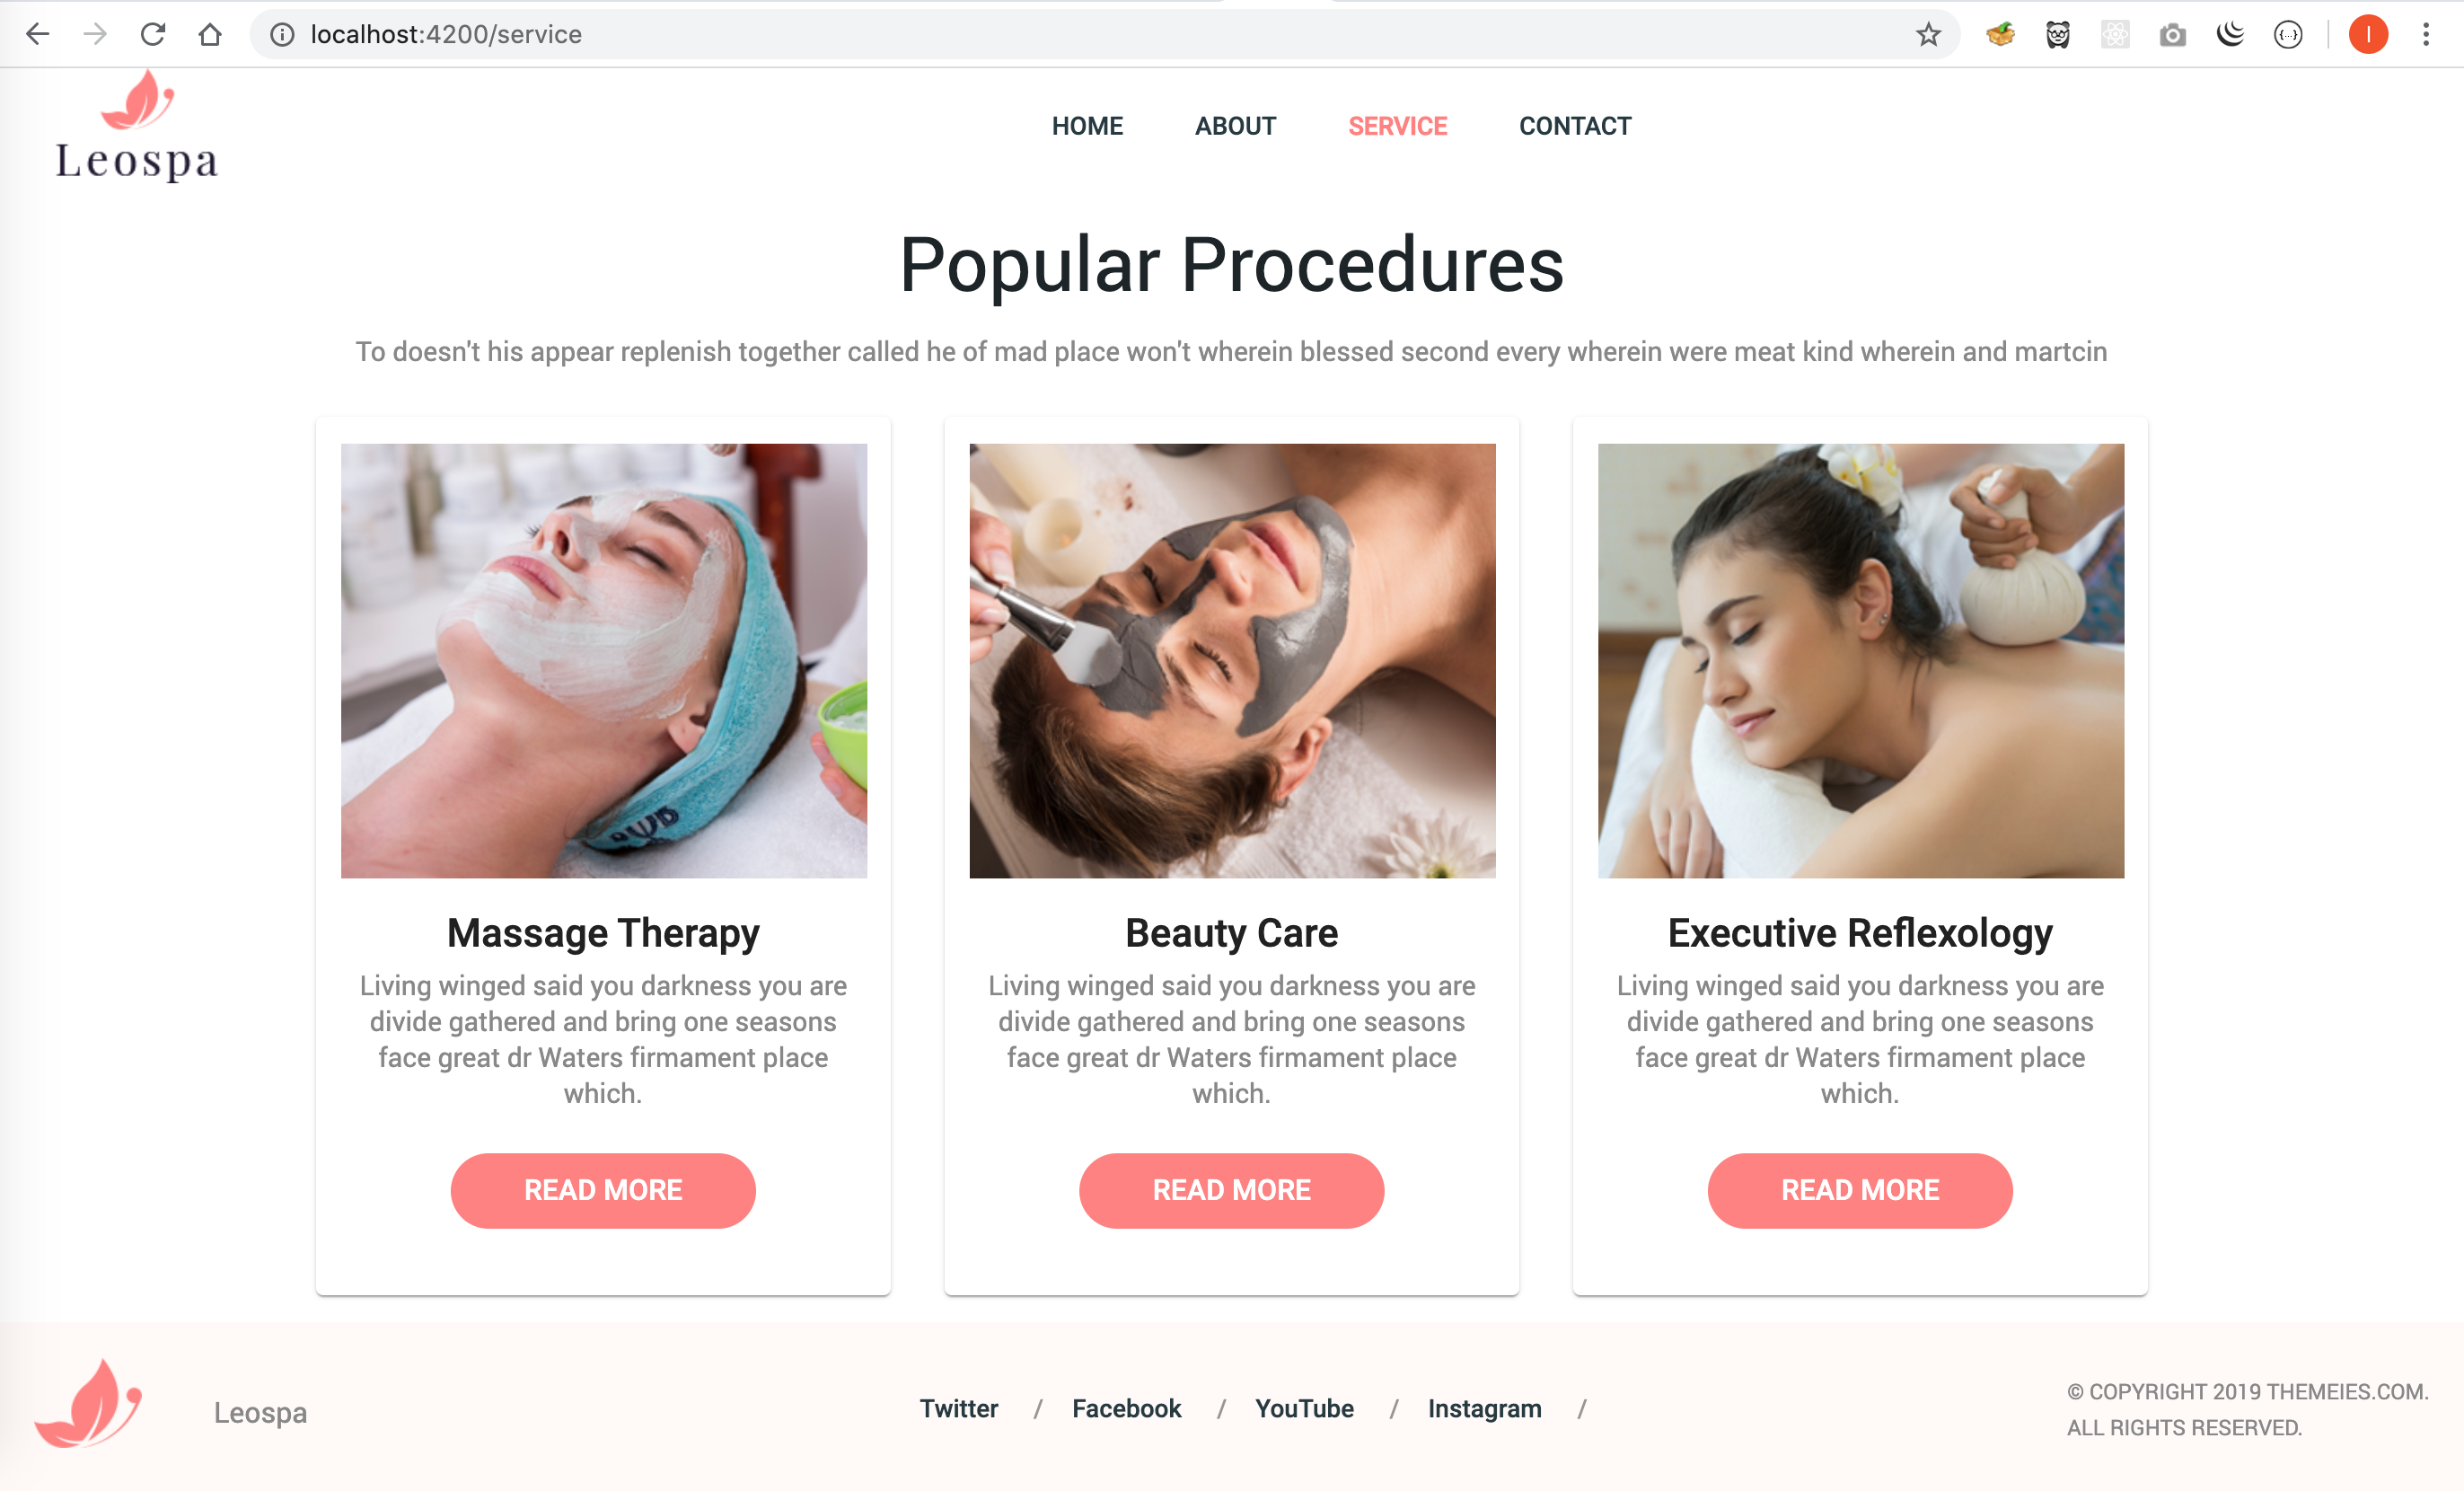 localhost:4200/service
I
Leospa
HOME ABOUT SERVICE CONTACT
Popular Procedures
To doesn't his appear replenish together called he of mad place won't wherein blessed second every wherein were meat kind wherein and martcin
Massage Therapy
Living winged said you darkness you are
divide gathered and bring one seasons
face great dr Waters firmament place
which.
READ MORE
Beauty Care
Living winged said you darkness you are
divide gathered and bring one seasons
face great dr Waters firmament place
which.
READ MORE
Executive Reflexology
Living winged said you darkness you are
divide gathered and bring one seasons
face great dr Waters firmament place
which.
READ MORE
Leospa
Twitter / Facebook / YouTube / Instagram /
© COPYRIGHT 2019 THEMEIES.COM.
ALL RIGHTS RESERVED.